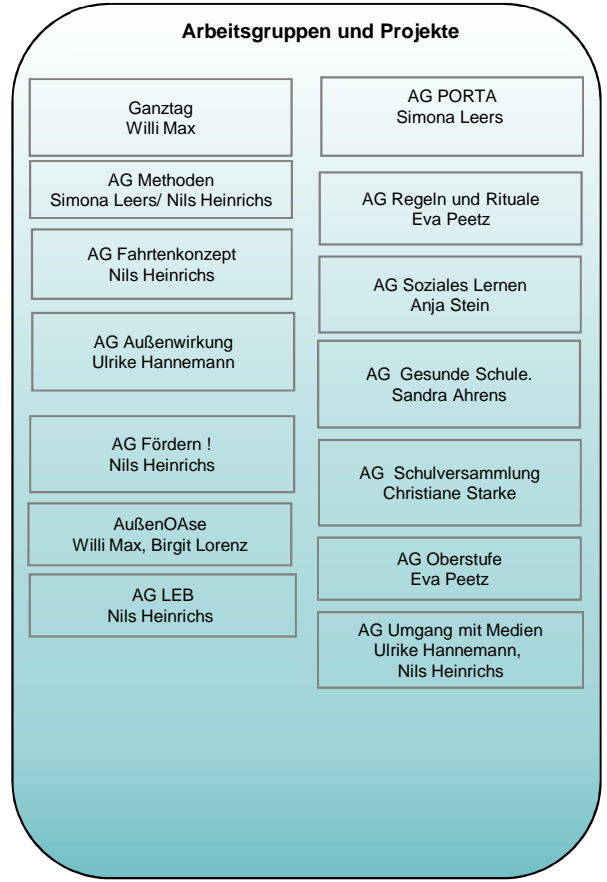 Arbeitsgruppen und Projekte
Ganztag
Willi Max
AG Methoden
Simona Leers/ Nils Heinrichs
AG Fahrtenkonzept
Nils Heinrichs
AG Außenwirkung
Ulrike Hannemann
AG Fördern !
Nils Heinrichs
AußenOAse
Willi Max, Birgit Lorenz
AG LEB
Nils Heinrichs
AG PORTA
Simona Leers
AG Regeln und Rituale
Eva Peetz
AG Soziales Lernen
Anja Stein
AG Gesunde Schule.
Sandra Ahrens
AG Schulversammlung
Christiane Starke
AG Oberstufe
Eva Peetz
AG Umgang mit Medien
Ulrike Hannemann,
Nils Heinrichs